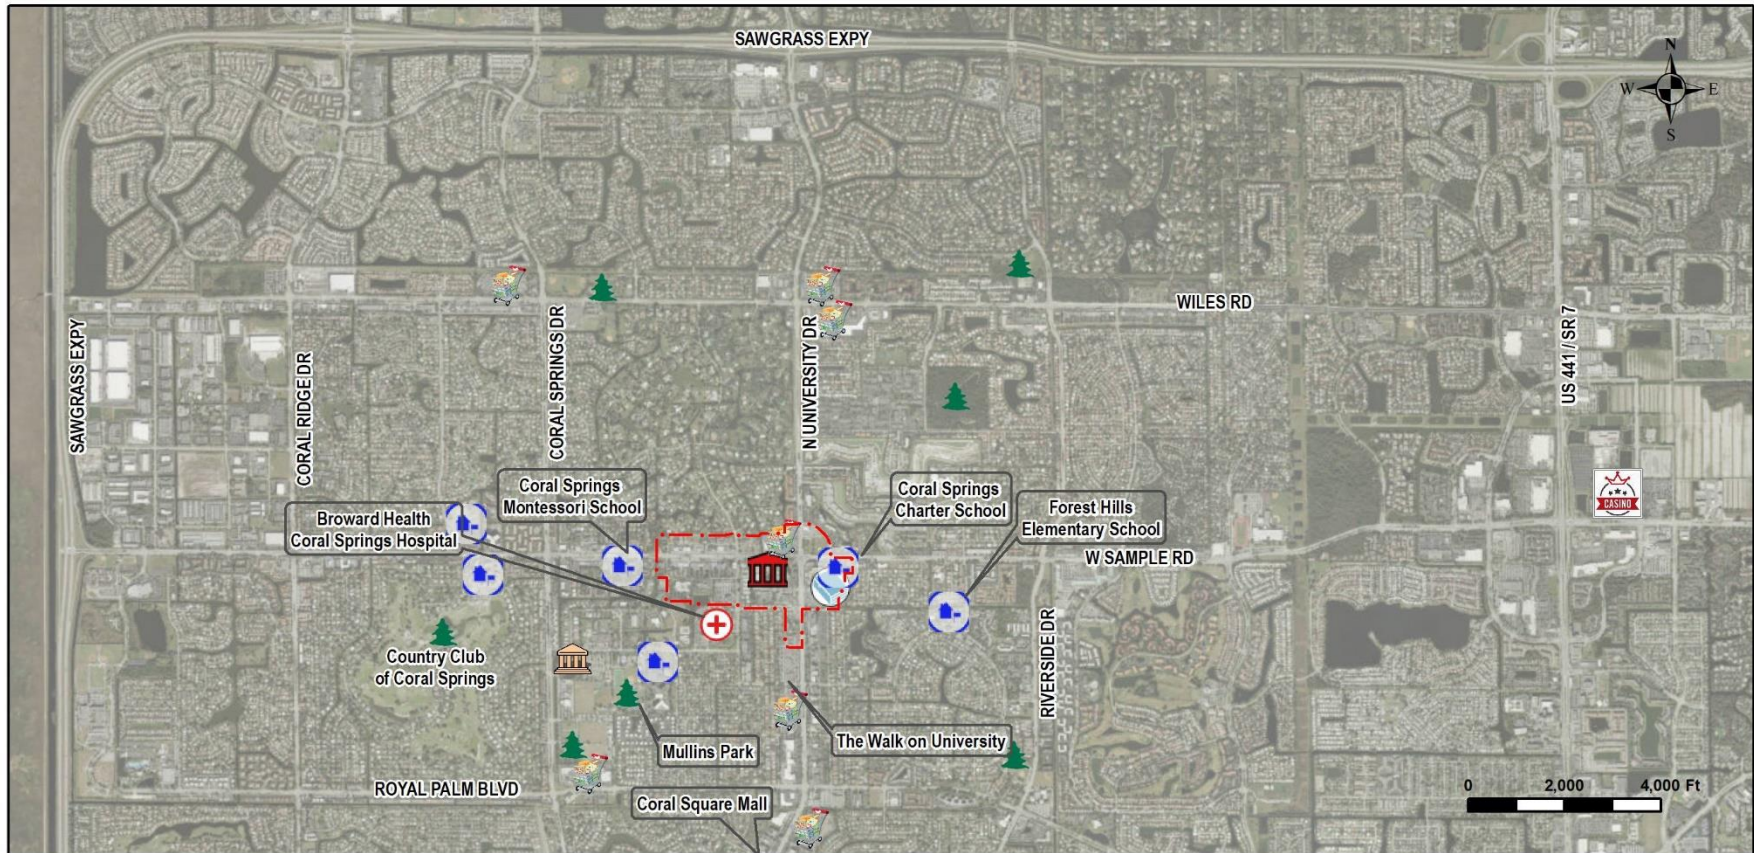 SAWGRASS EXPY
N
W
E
S
WILES RD
SAWGRASS EXPY
CORAL RIDGE DR
CORAL SPRINGS DR
N UNIVERSITY DR
US 441 / SR 7
Broward Health
Coral Springs Hospital
Coral Springs
Montessori School
Coral Springs
Charter School
Forest Hills
Elementary School
CASINO
W SAMPLE RD
RIVERSIDE DR
Country Club
of Coral Springs
Mullins Park
The Walk on University
ROYAL PALM BLVD
Coral Square Mall
0 2,000 4,000 Ft